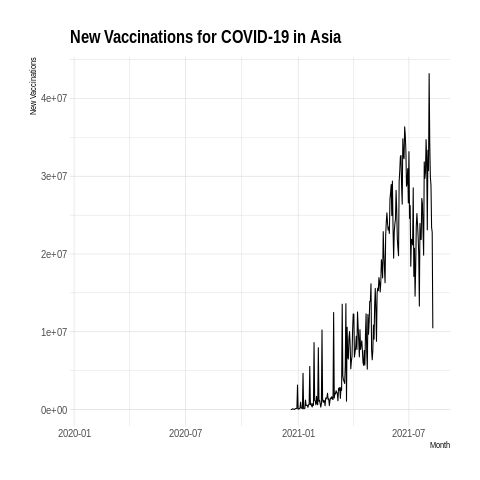 New Vaccinations for COVID-19 in Asia
New Vaccinations
4e+07
3e+07
2e+07
1e+07
0e+00
2020-01
2020-07
2021-01
2021-07
Month